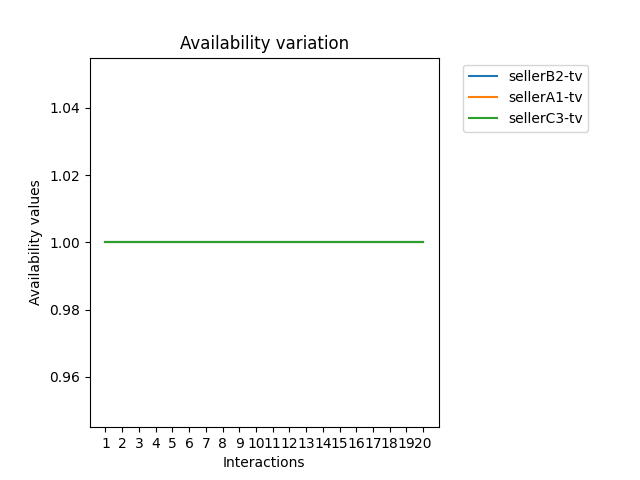 Availability variation
sellerB2-tv
sellerA1-tv
sellerC3-tv
Availability values
1.04
1.02
1.00
0.98
0.96
1 2 3 4 5 6 7 8 9 10 11 12 13 14 15 16 17 18 19 20
Interactions